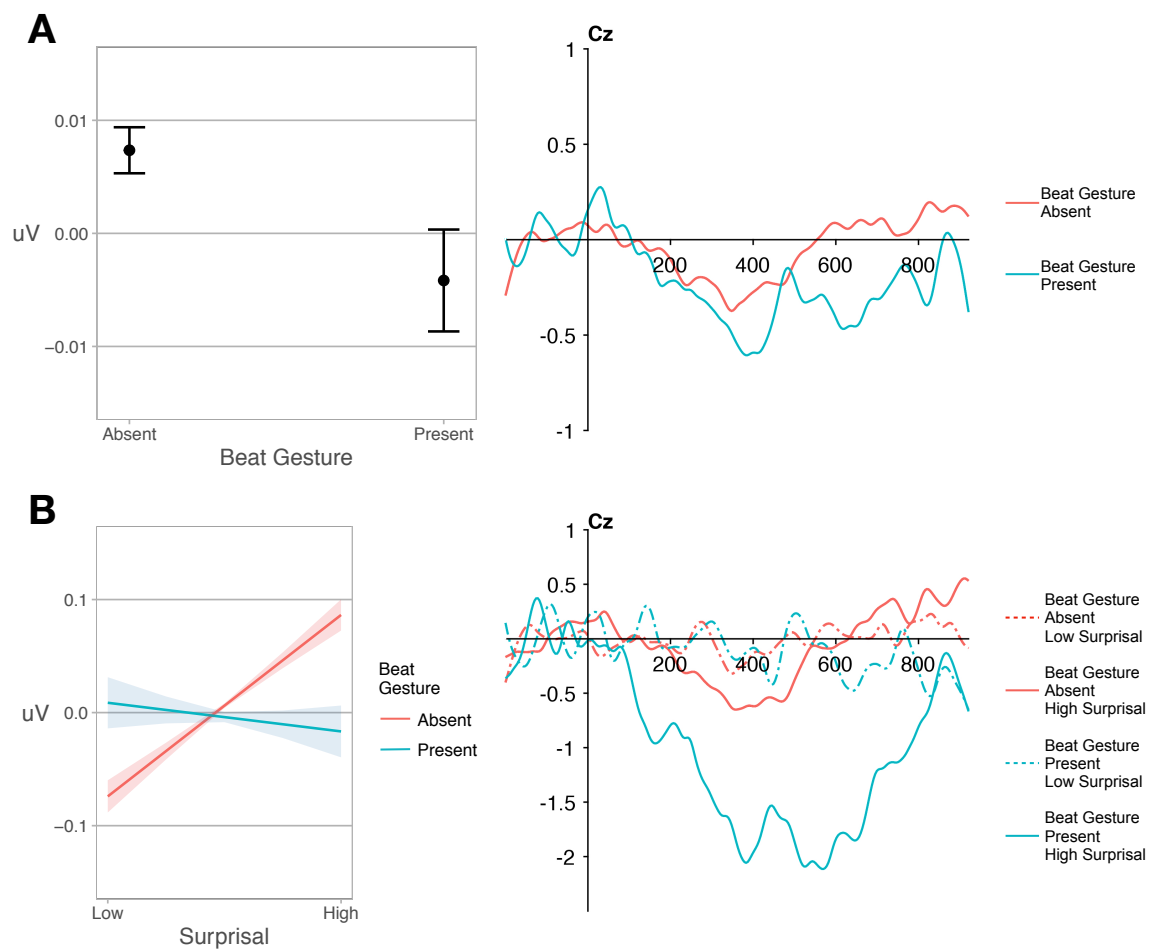 A
Cz
1
0.5
-0.5
-1
200
400
600
800
0.01
0.00
−0.01
uV
Absent
Present
Beat Gesture
Beat Gesture
Absent
Beat Gesture
Present
B
Cz
1
0.5
-0.5
-1
-1.5
-2
200
400
600
800
0.1
0.0
−0.1
uV
Low
High
Surprisal
Beat
Gesture
Absent
Present
Beat Gesture
Absent
Low Surprisal
Beat Gesture
Absent
High Surprisal
Beat Gesture
Present
Low Surprisal
Beat Gesture
Present
High Surprisal